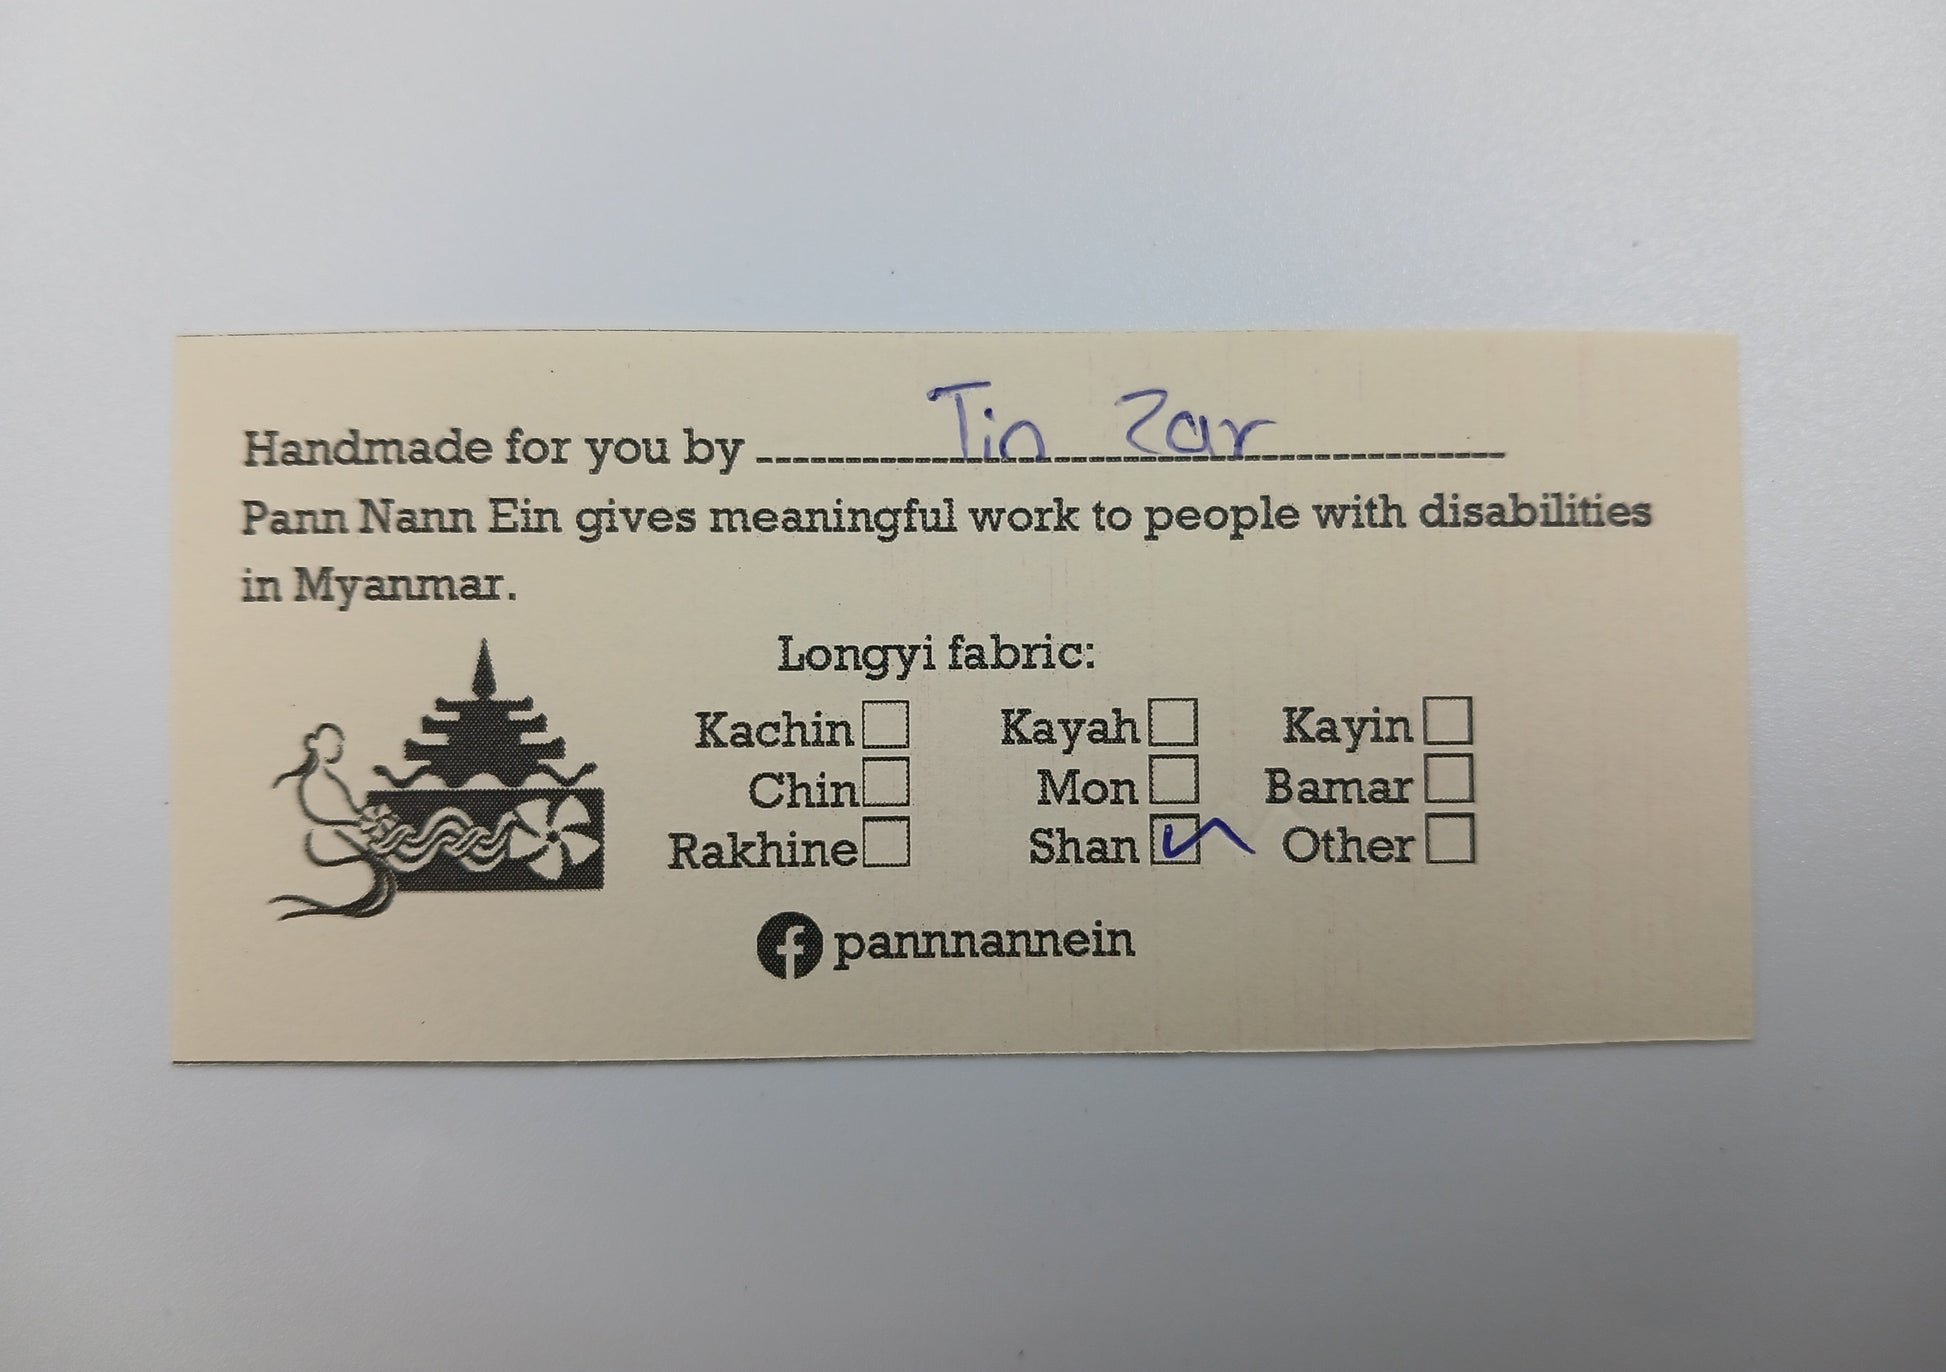 Handmade for you by Tin Zar
Pann Nann Ein gives meaningful work to people with disabilities
in Myanmar.
Longyi fabric:
Kachin Kayah Kayin
Chin Mon Bamar
Rakhine Shan Other
pannnannein